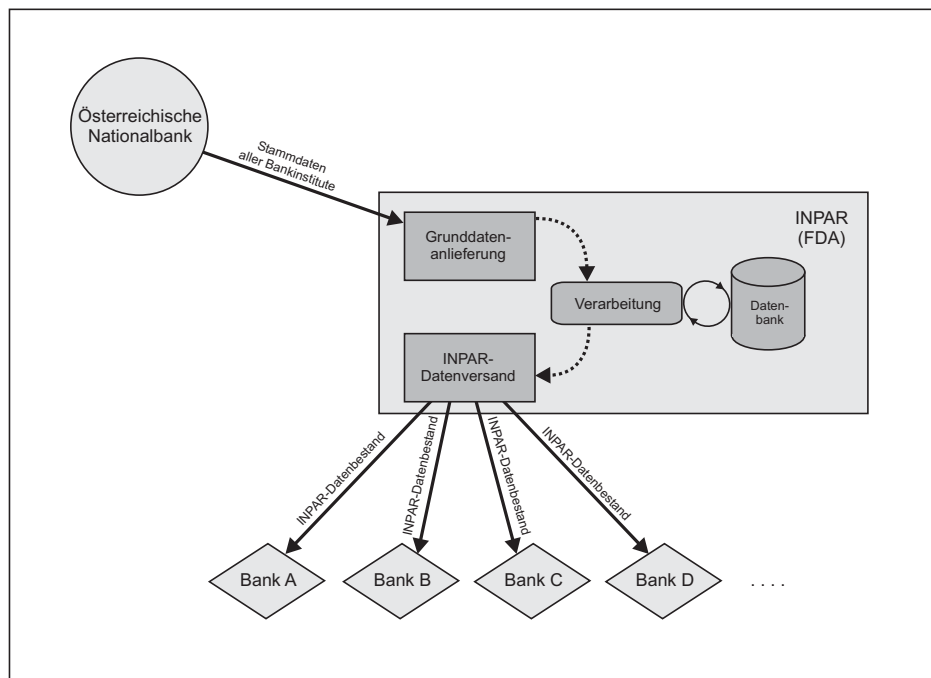 Österreichische
Nationalbank
Stammdaten
aller Bankinstitute
INPAR
(FDA)
Grunddaten-
anlieferung
Verarbeitung
Daten-
bank
INPAR-
Datenversand
INPAR-Datenbestand
INPAR-Datenbestand
INPAR-Datenbestand
INPAR-Datenbestand
Bank A
Bank B
Bank C
Bank D
. . . .